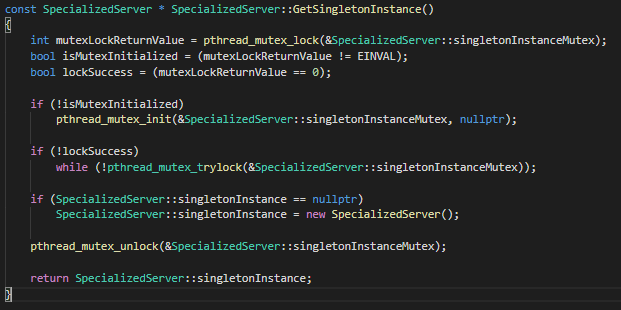 const SpecializedServer * SpecializedServer::GetSingletonInstance()
{
    int mutexLockReturnValue = pthread_mutex_lock(&SpecializedServer::singletonInstanceMutex);
    bool isMutexInitialized = (mutexLockReturnValue != EINVAL);
    bool lockSuccess = (mutexLockReturnValue == 0);

    if (!isMutexInitialized)
        pthread_mutex_init(&SpecializedServer::singletonInstanceMutex, nullptr);

    if (!lockSuccess)
        while (!pthread_mutex_trylock(&SpecializedServer::singletonInstanceMutex));

    if (SpecializedServer::singletonInstance == nullptr)
        SpecializedServer::singletonInstance = new SpecializedServer();

    pthread_mutex_unlock(&SpecializedServer::singletonInstanceMutex);

    return SpecializedServer::singletonInstance;
}